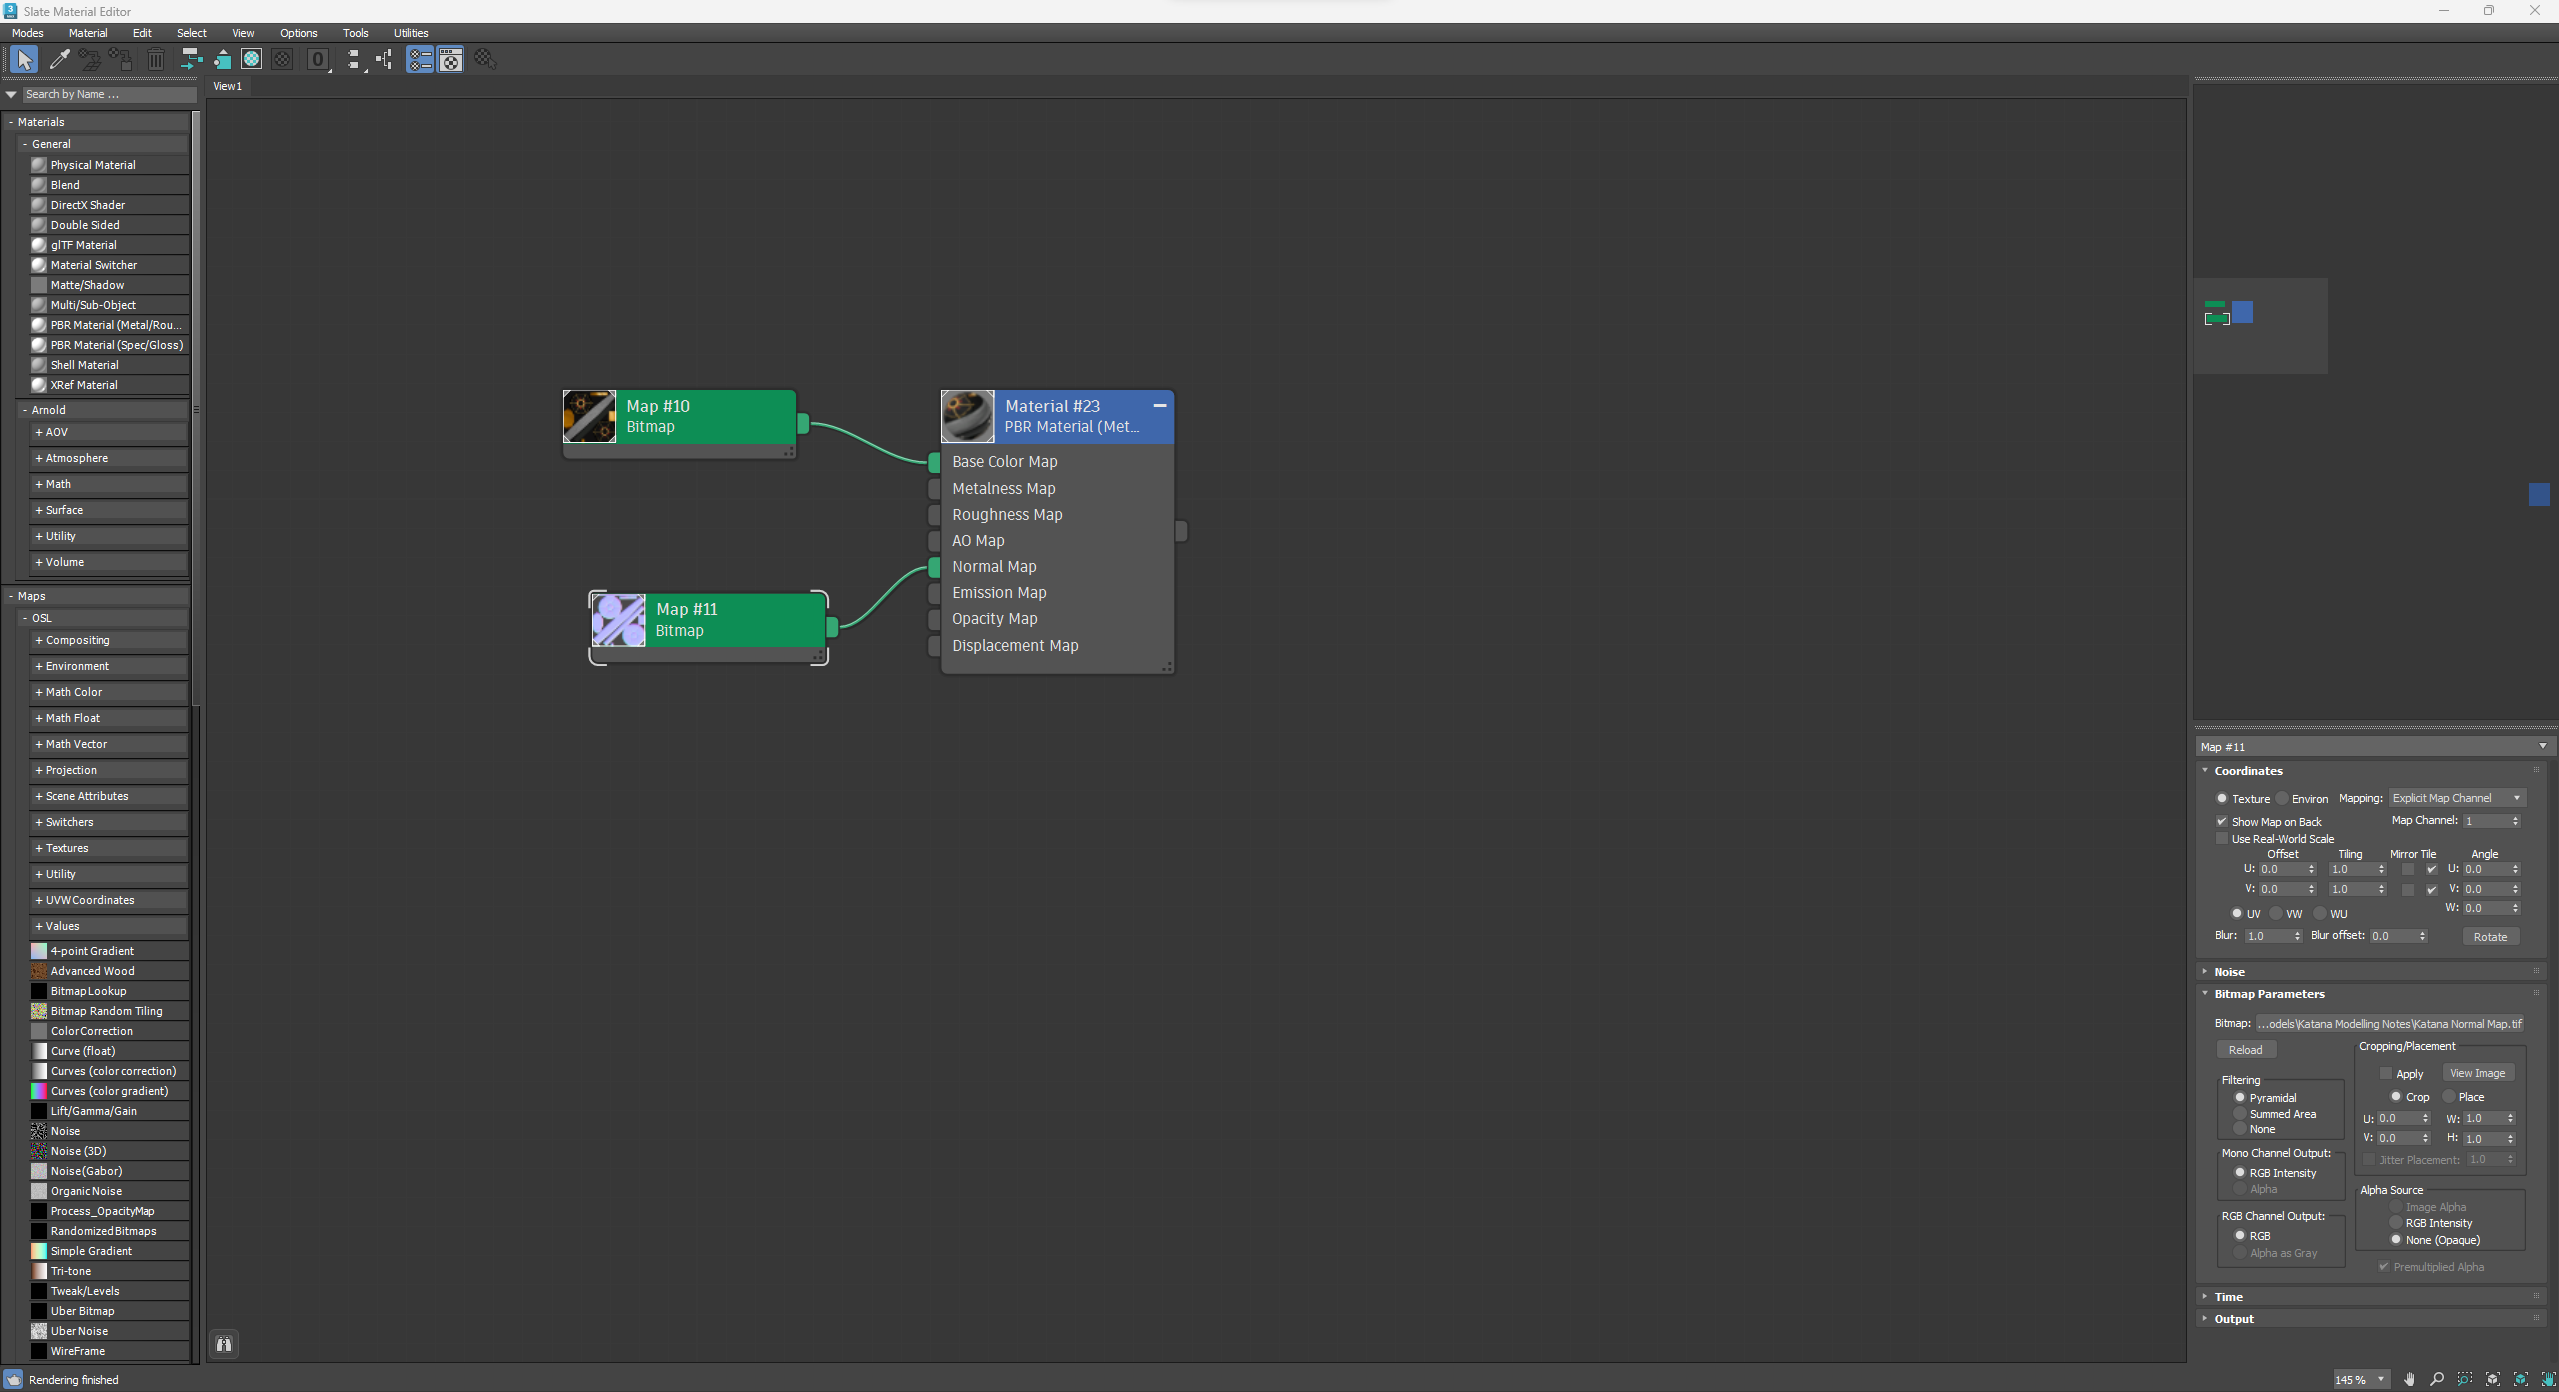 Slate Material Editor
Modes Material Edit Select View Options Tools Utilities
0
Search by Name ...
View1
- Materials
- General
Physical Material
Blend
DirectX Shader
Double Sided
glTF Material
Material Switcher
Matte/Shadow
Multi/Sub-Object
PBR Material (Metal/Rou...
PBR Material (Spec/Gloss)
Shell Material
XRef Material
- Arnold
+ AOV
+ Atmosphere
+ Math
+ Surface
+ Utility
+ Volume
- Maps
- OSL
+ Compositing
+ Environment
+ Math Color
+ Math Float
+ Math Vector
+ Projection
+ Scene Attributes
+ Switchers
+ Textures
+ Utility
+ UVW Coordinates
+ Values
4-point Gradient
Advanced Wood
Bitmap Lookup
Bitmap Random Tiling
Color Correction
Curve (float)
Curves (color correction)
Curves (color gradient)
Lift/Gamma/Gain
Noise
Noise (3D)
Noise (Gabor)
Organic Noise
Process_OpacityMap
Randomized Bitmaps
Simple Gradient
Tri-tone
Tweak/Levels
Uber Bitmap
Uber Noise
WireFrame
Map #10
Bitmap
Map #11
Bitmap
Material #23
PBR Material (Met...
Base Color Map
Metalness Map
Roughness Map
AO Map
Normal Map
Emission Map
Opacity Map
Displacement Map
Map #11
Coordinates
Texture Environ Mapping: Explicit Map Channel
Show Map on Back Map Channel: 1
Use Real-World Scale
Offset Tiling Mirror Tile Angle
U: 0.0 1.0 U: 0.0
V: 0.0 1.0 V: 0.0
W: 0.0
UV VW WU
Blur: 1.0 Blur offset: 0.0 Rotate
Noise
Bitmap Parameters
Bitmap: ...odels\Katana Modelling Notes\Katana Normal Map.tif
Reload
Cropping/Placement
Apply View Image
Crop Place
U: 0.0 W: 1.0
V: 0.0 H: 1.0
Jitter Placement: 1.0
Filtering
Pyramidal
Summed Area
None
Mono Channel Output:
RGB Intensity
Alpha
RGB Channel Output:
RGB
Alpha as Gray
Alpha Source
Image Alpha
RGB Intensity
None (Opaque)
Premultiplied Alpha
Time
Output
Rendering finished
145 %